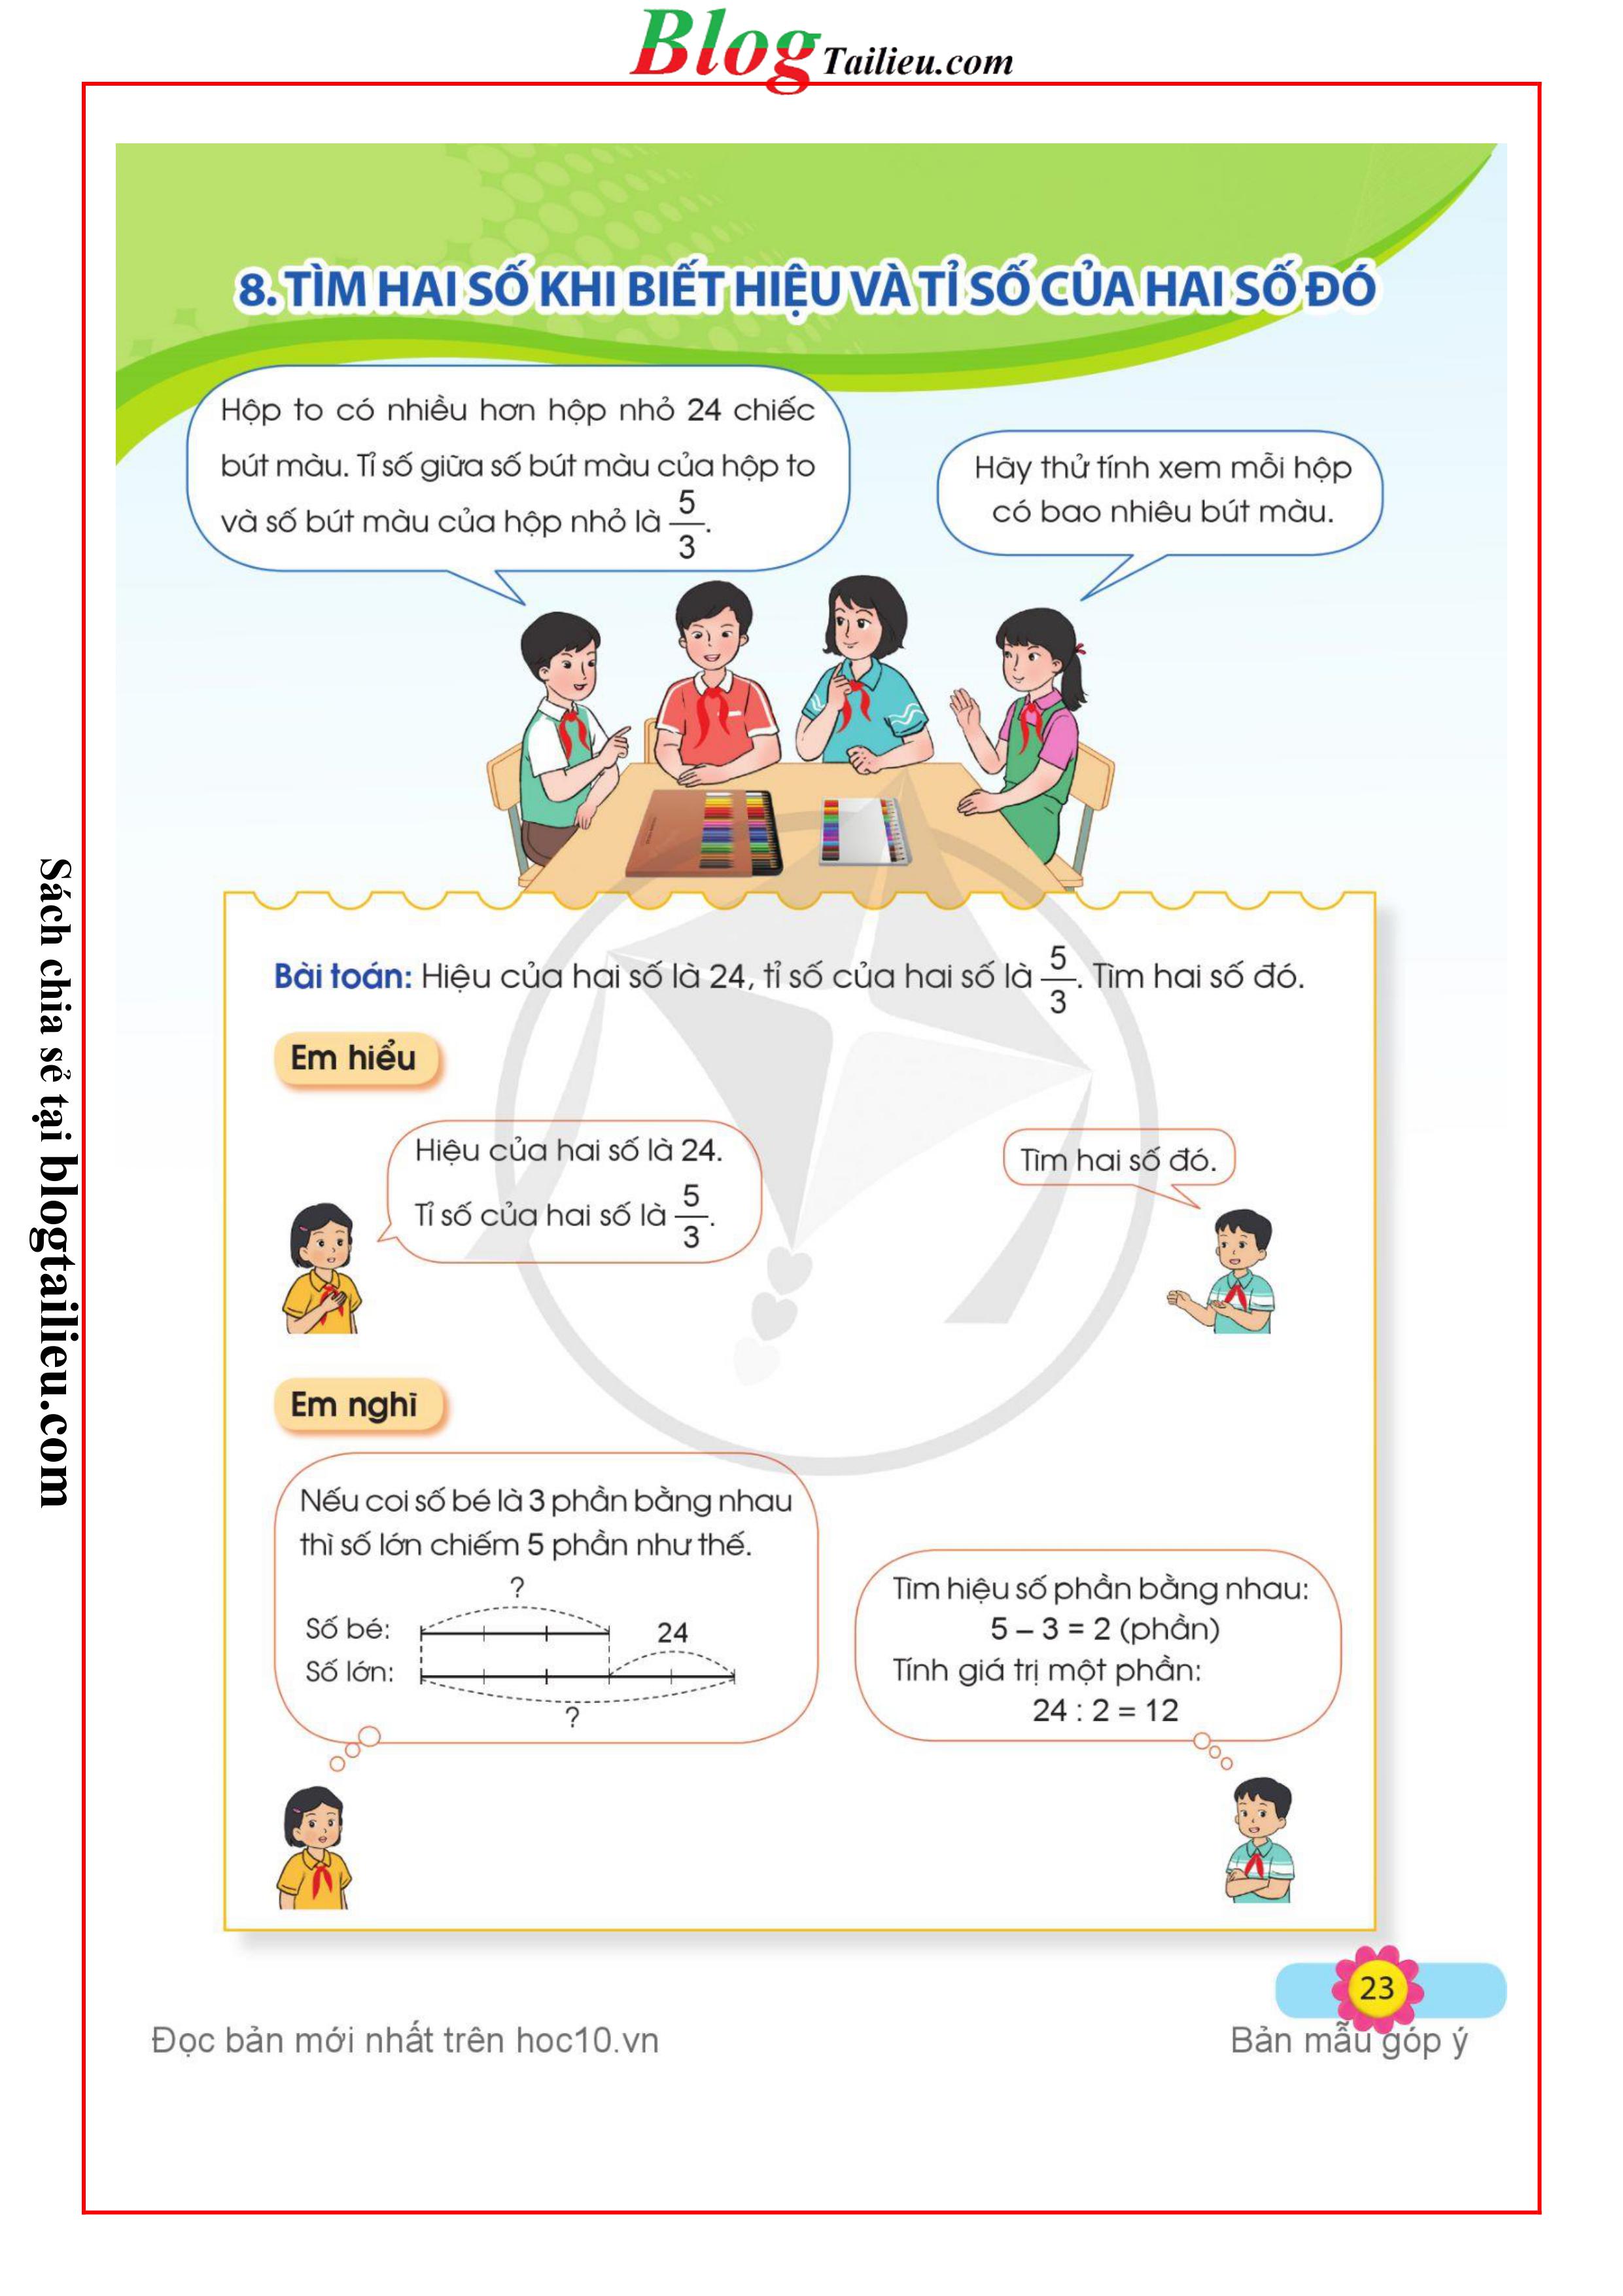 Blog Tailieu.com
8. TÌM HAI SỐ KHI BIẾT HIỆU VÀ TỈ SỐ CỦA HAI SỐ ĐÓ
Hộp to có nhiều hơn hộp nhỏ 24 chiếc
bút màu. Tỉ số giữa số bút màu của hộp to
và số bút màu của hộp nhỏ là 5/3.
Hãy thử tính xem mỗi hộp
có bao nhiêu bút màu.
Bài toán: Hiệu của hai số là 24, tỉ số của hai số là 5/3. Tìm hai số đó.
Em hiểu
Hiệu của hai số là 24.
Tỉ số của hai số là 5/3.
Tìm hai số đó.
Em nghĩ
Nếu coi số bé là 3 phần bằng nhau
thì số lớn chiếm 5 phần như thế.
?
Số bé:
24
Số lớn:
?
Tìm hiệu số phần bằng nhau:
5 – 3 = 2 (phần)
Tính giá trị một phần:
24 : 2 = 12
23
Đọc bản mới nhất trên hoc10.vn
Bản mẫu góp ý
Sách chia sẻ tại blogtailieu.com